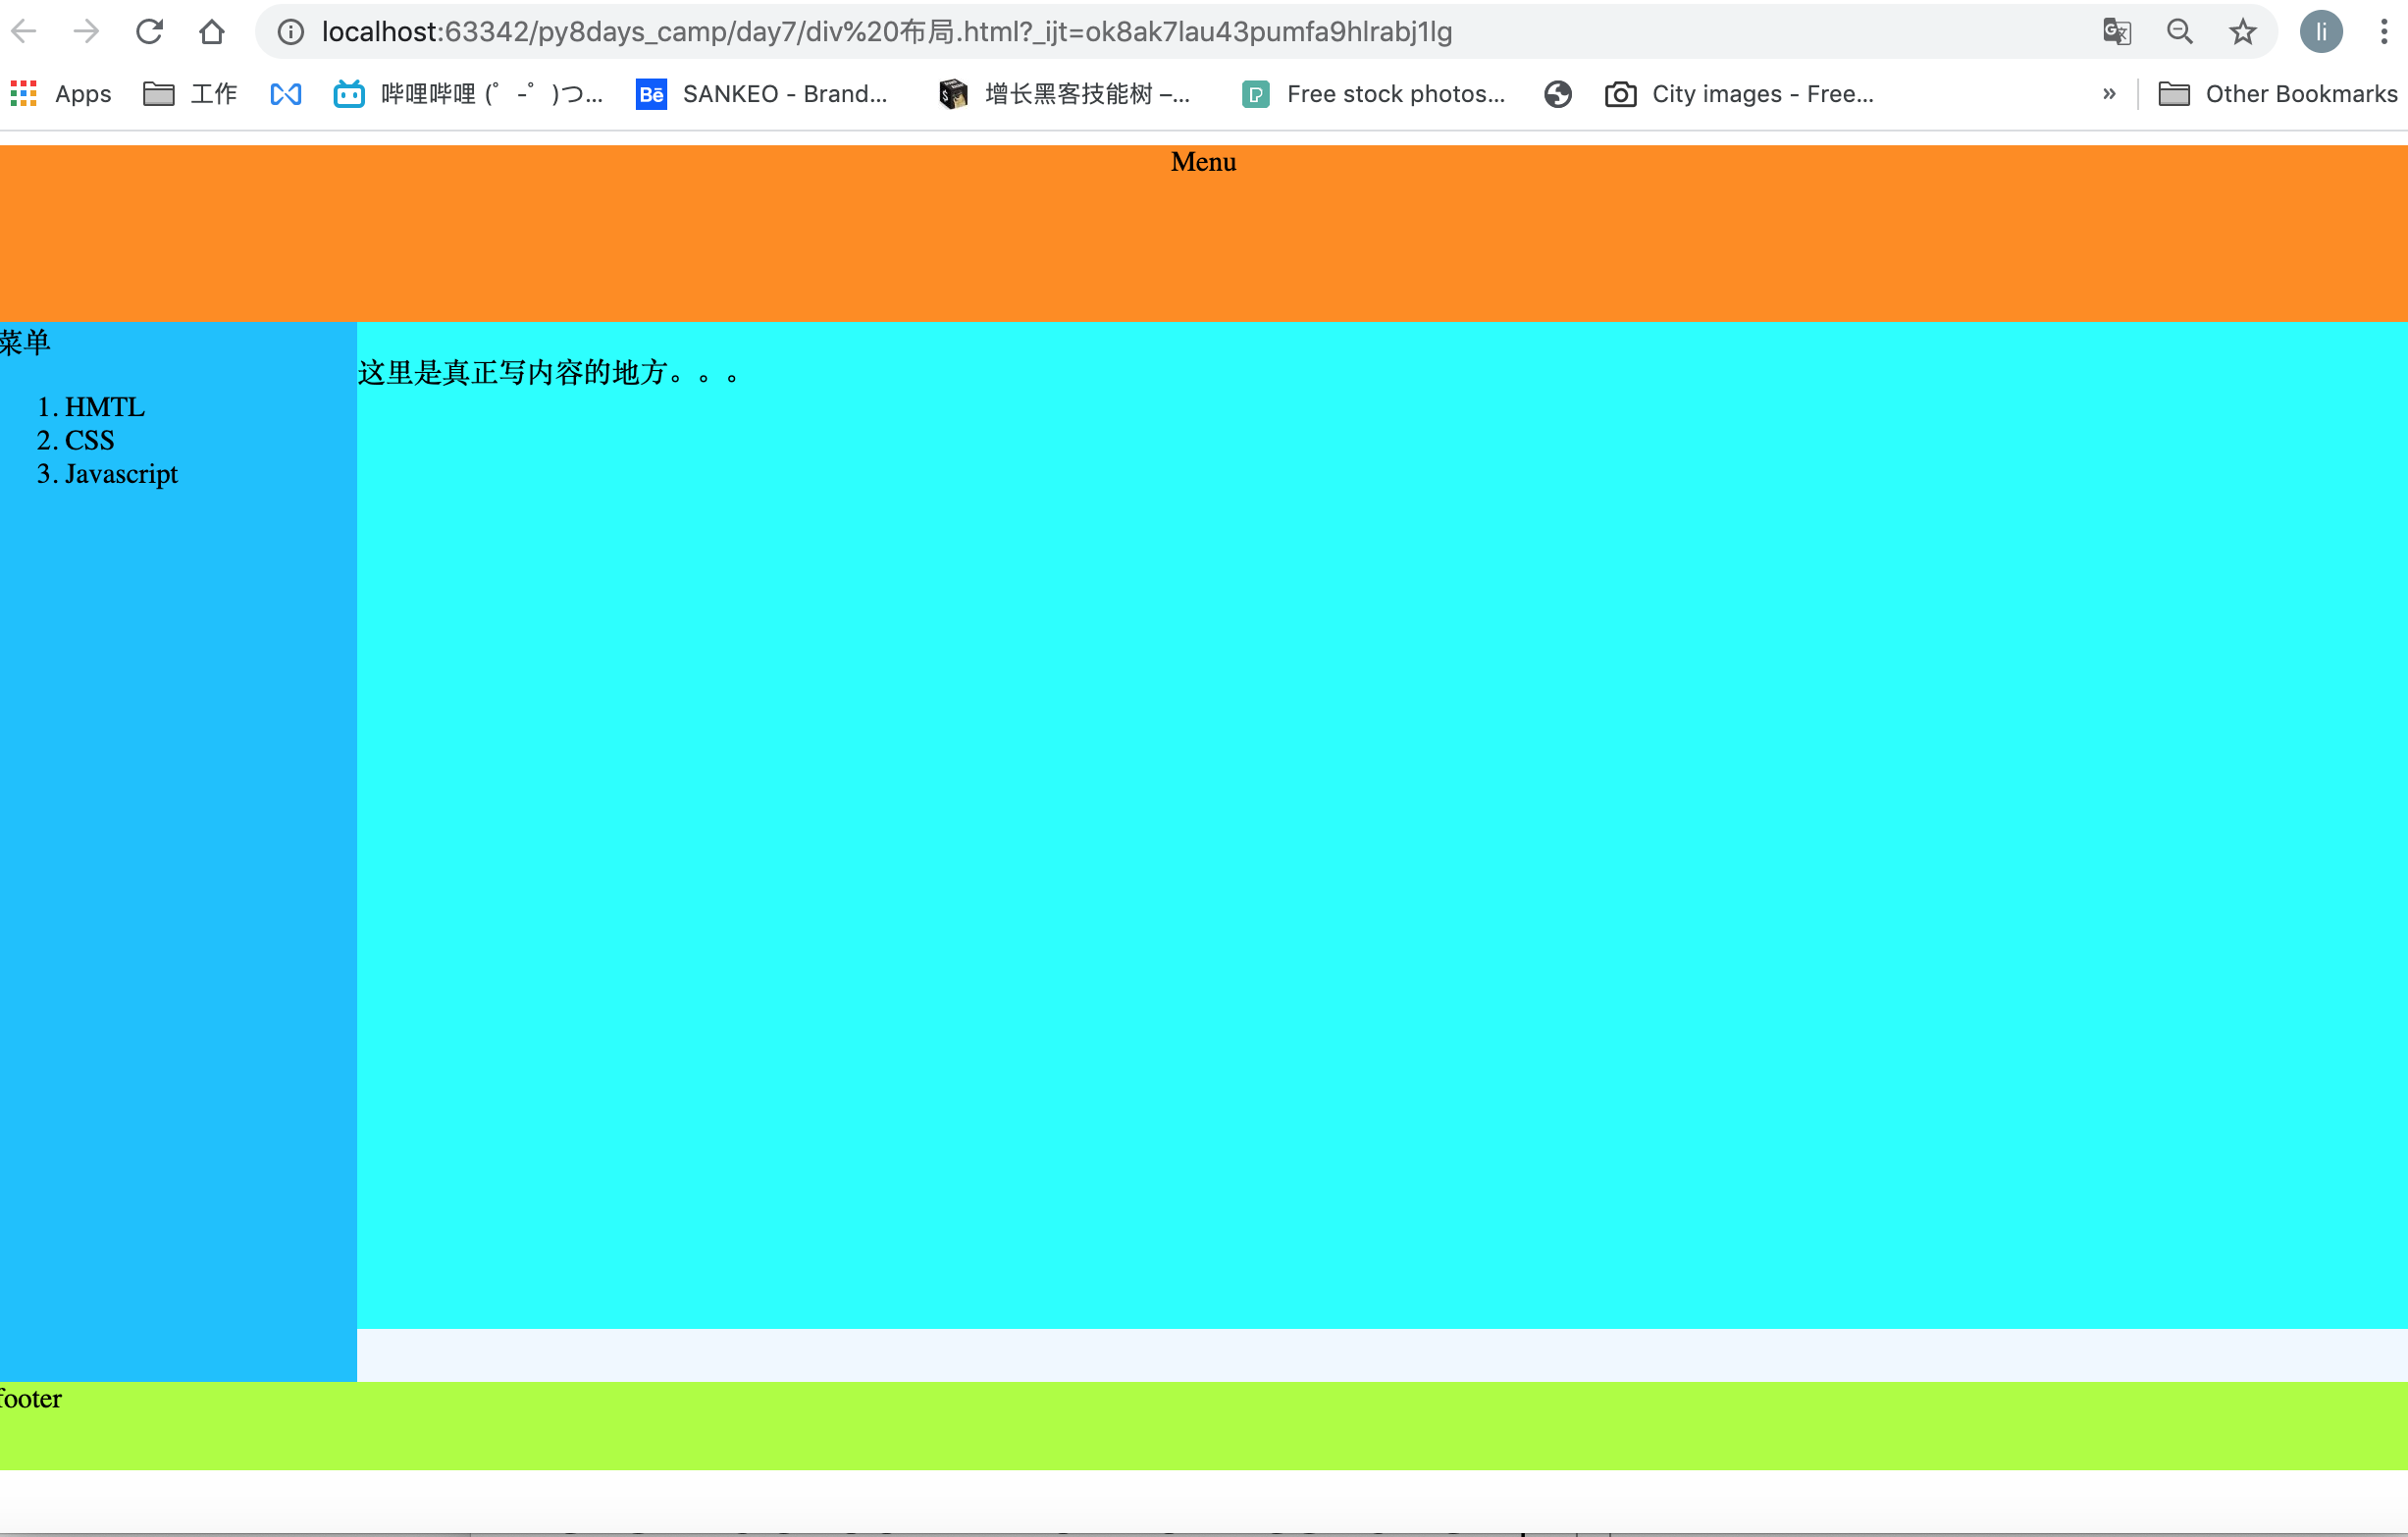 localhost:63342/py8days_camp/day7/div%20布局.html?_ijt=ok8ak7lau43pumfa9hlrabj1lg
li
Apps 工作 哔哩哔哩 (゜-゜)つ... Bē SANKEO - Brand... 增长黑客技能树 –... Free stock photos... City images - Free... » Other Bookmarks
Menu
菜单
这里是真正写内容的地方。。。
1. HMTL
2. CSS
3. Javascript
footer